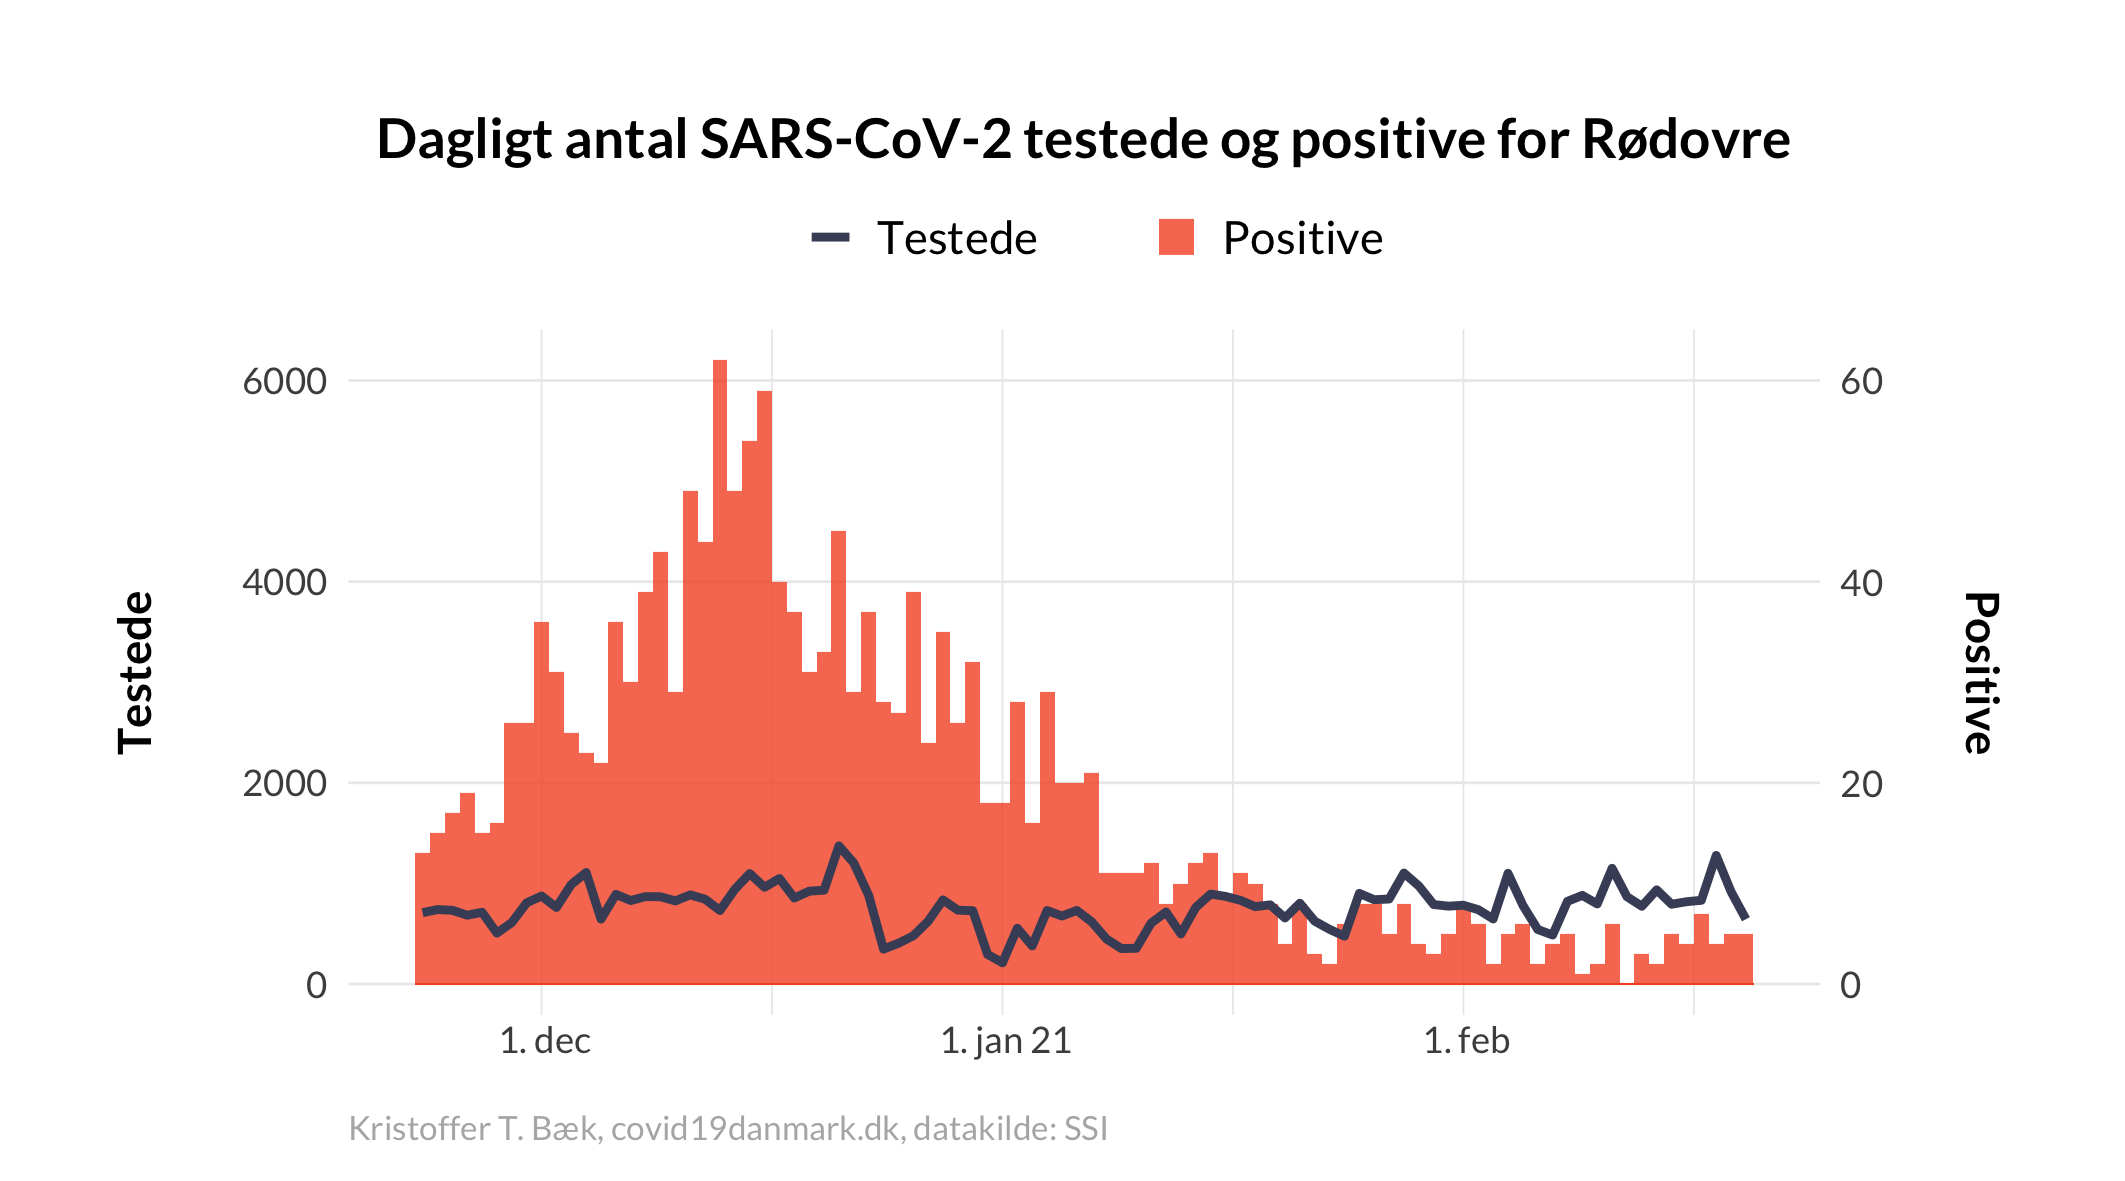 Dagligt antal SARS-CoV-2 testede og positive for Rødovre
Testede
Positive
6000
4000
2000
0
60
40
20
0
Testede
Positive
1. dec
1. jan 21
1. feb
Kristoffer T. Bæk, covid19danmark.dk, datakilde: SSI